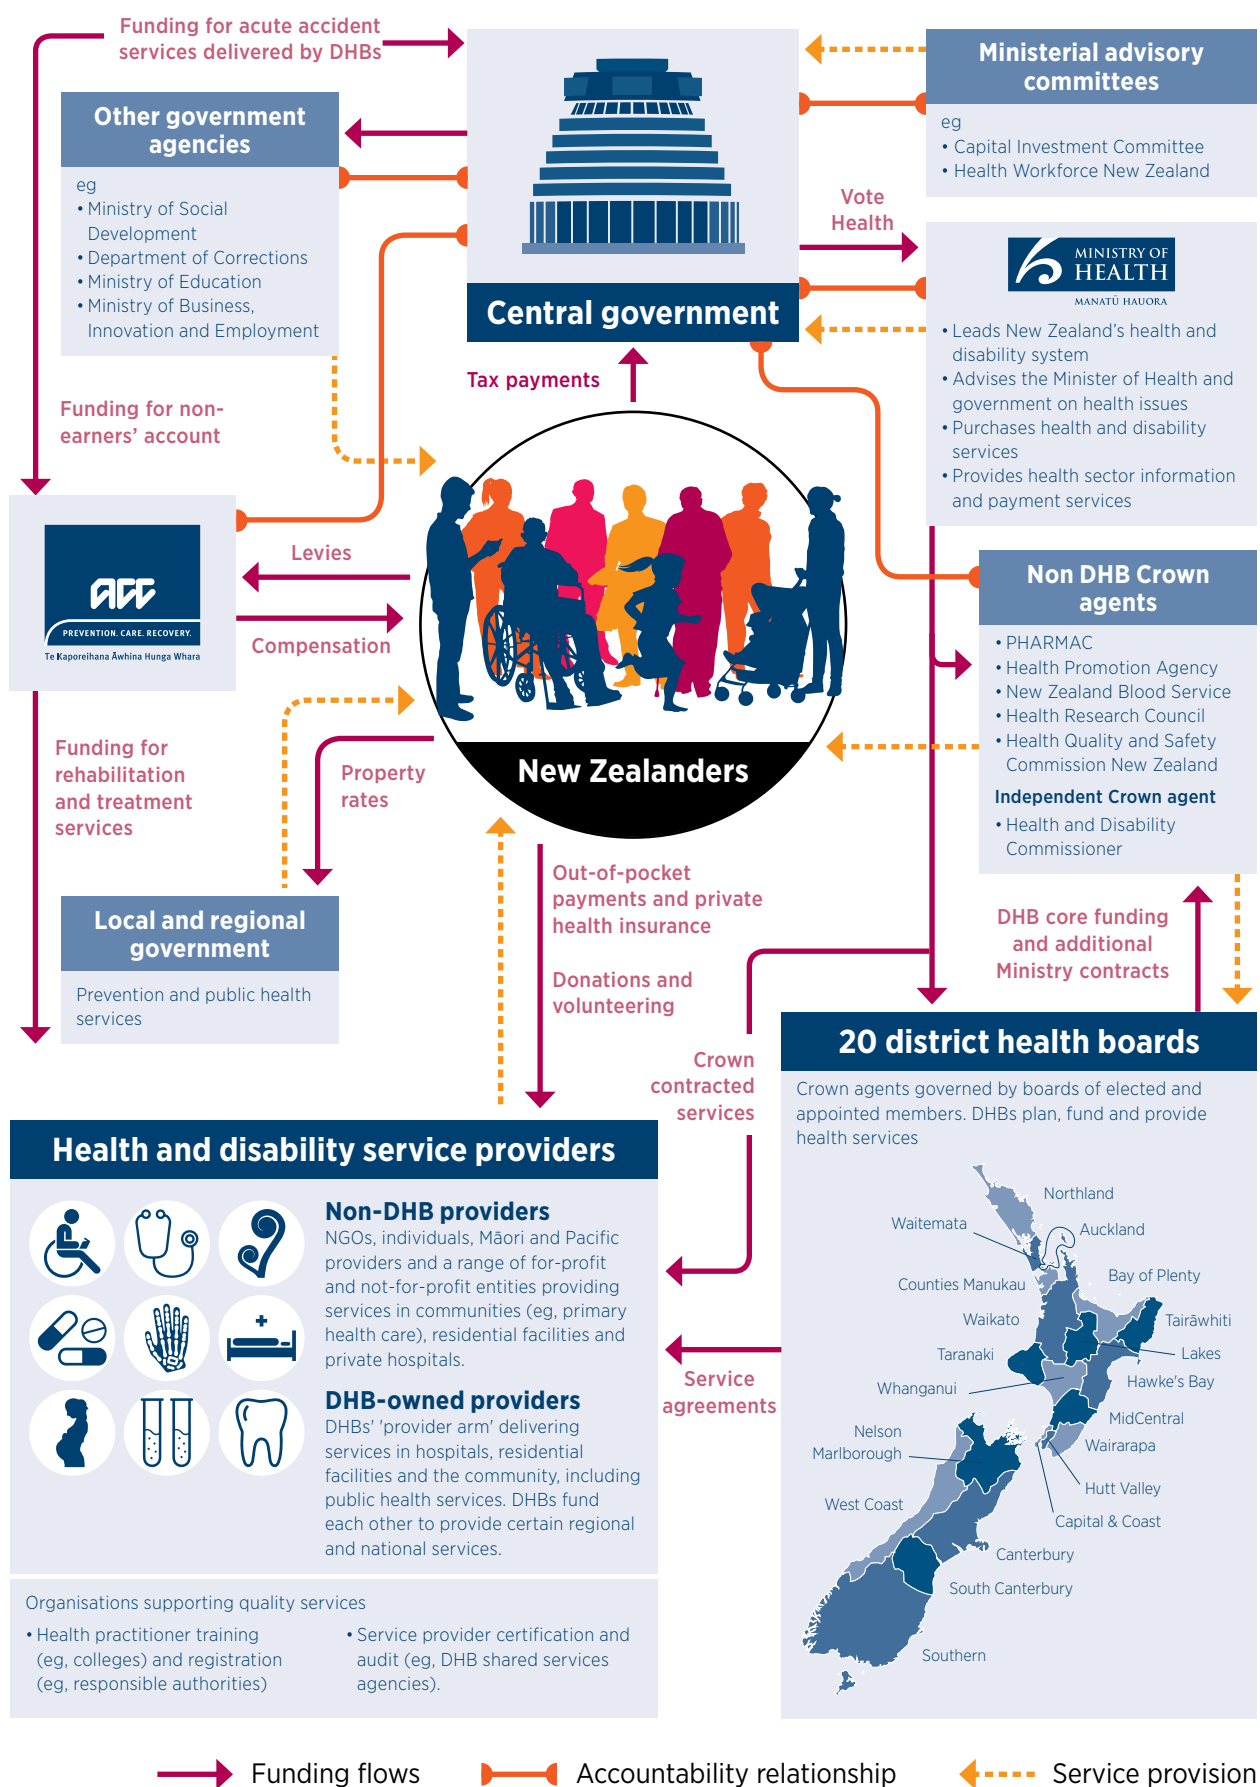 Funding for acute accident
services delivered by DHBs
Other government
agencies
eg
• Ministry of Social
Development
• Department of Corrections
• Ministry of Education
• Ministry of Business,
Innovation and Employment
Central government
Ministerial advisory
committees
eg
• Capital Investment Committee
• Health Workforce New Zealand
Vote
Health
MINISTRY OF
HEALTH
MANATŪ HAUORA
• Leads New Zealand's health and
disability system
• Advises the Minister of Health and
government on health issues
• Purchases health and disability
services
• Provides health sector information
and payment services
Tax payments
Funding for non-
earners' account
acc
PREVENTION. CARE. RECOVERY.
Te Kaporeihana Āwhina Hunga Whara
Levies
Compensation
New Zealanders
Non DHB Crown
agents
• PHARMAC
• Health Promotion Agency
• New Zealand Blood Service
• Health Research Council
• Health Quality and Safety
Commission New Zealand
Independent Crown agent
• Health and Disability
Commissioner
Funding for
rehabilitation
and treatment
services
Property
rates
Local and regional
government
Prevention and public health
services
Out-of-pocket
payments and private
health insurance
Donations and
volunteering
DHB core funding
and additional
Ministry contracts
Crown
contracted
services
Health and disability service providers
Non-DHB providers
NGOs, individuals, Māori and Pacific
providers and a range of for-profit
and not-for-profit entities providing
services in communities (eg, primary
health care), residential facilities and
private hospitals.
DHB-owned providers
DHBs' 'provider arm' delivering
services in hospitals, residential
facilities and the community, including
public health services. DHBs fund
each other to provide certain regional
and national services.
Service
agreements
20 district health boards
Crown agents governed by boards of elected and
appointed members. DHBs plan, fund and provide
health services
Northland
Waitemata
Auckland
Counties Manukau
Bay of Plenty
Waikato
Tairāwhiti
Taranaki
Lakes
Whanganui
Hawke's Bay
MidCentral
Nelson
Marlborough
Wairarapa
Hutt Valley
West Coast
Capital & Coast
Canterbury
South Canterbury
Southern
Organisations supporting quality services
• Health practitioner training
(eg, colleges) and registration
(eg, responsible authorities)
• Service provider certification and
audit (eg, DHB shared services
agencies).
Funding flows
Accountability relationship
Service provision